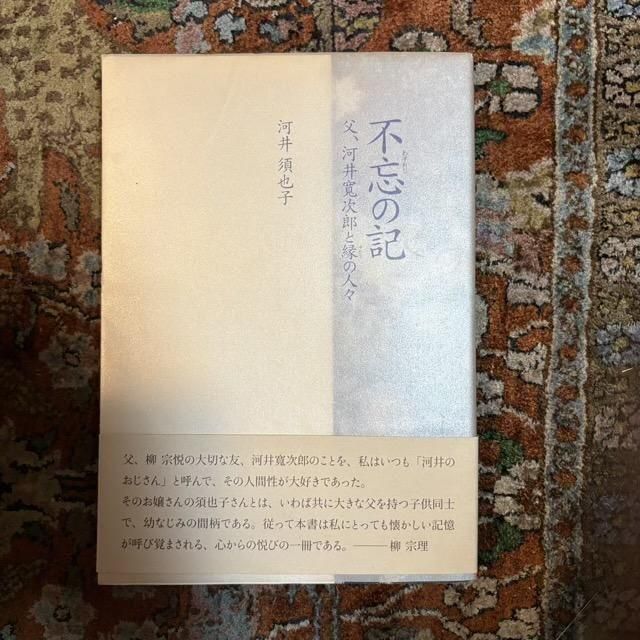 不忘の記
父、河井寛次郎と縁の人々
河井 須也子
父、柳 宗悦の大切な友、河井寬次郎のことを、私はいつも「河井の
おじさん」と呼んで、その人間性が大好きであった。
そのお嬢さんの須也子さんとは、いわば共に大きな父を持つ子供同士
で、幼なじみの間柄である。従って本書は私にとっても懐かしい記憶
が呼び覚まされる、心からの悦びの一冊である。———柳 宗理